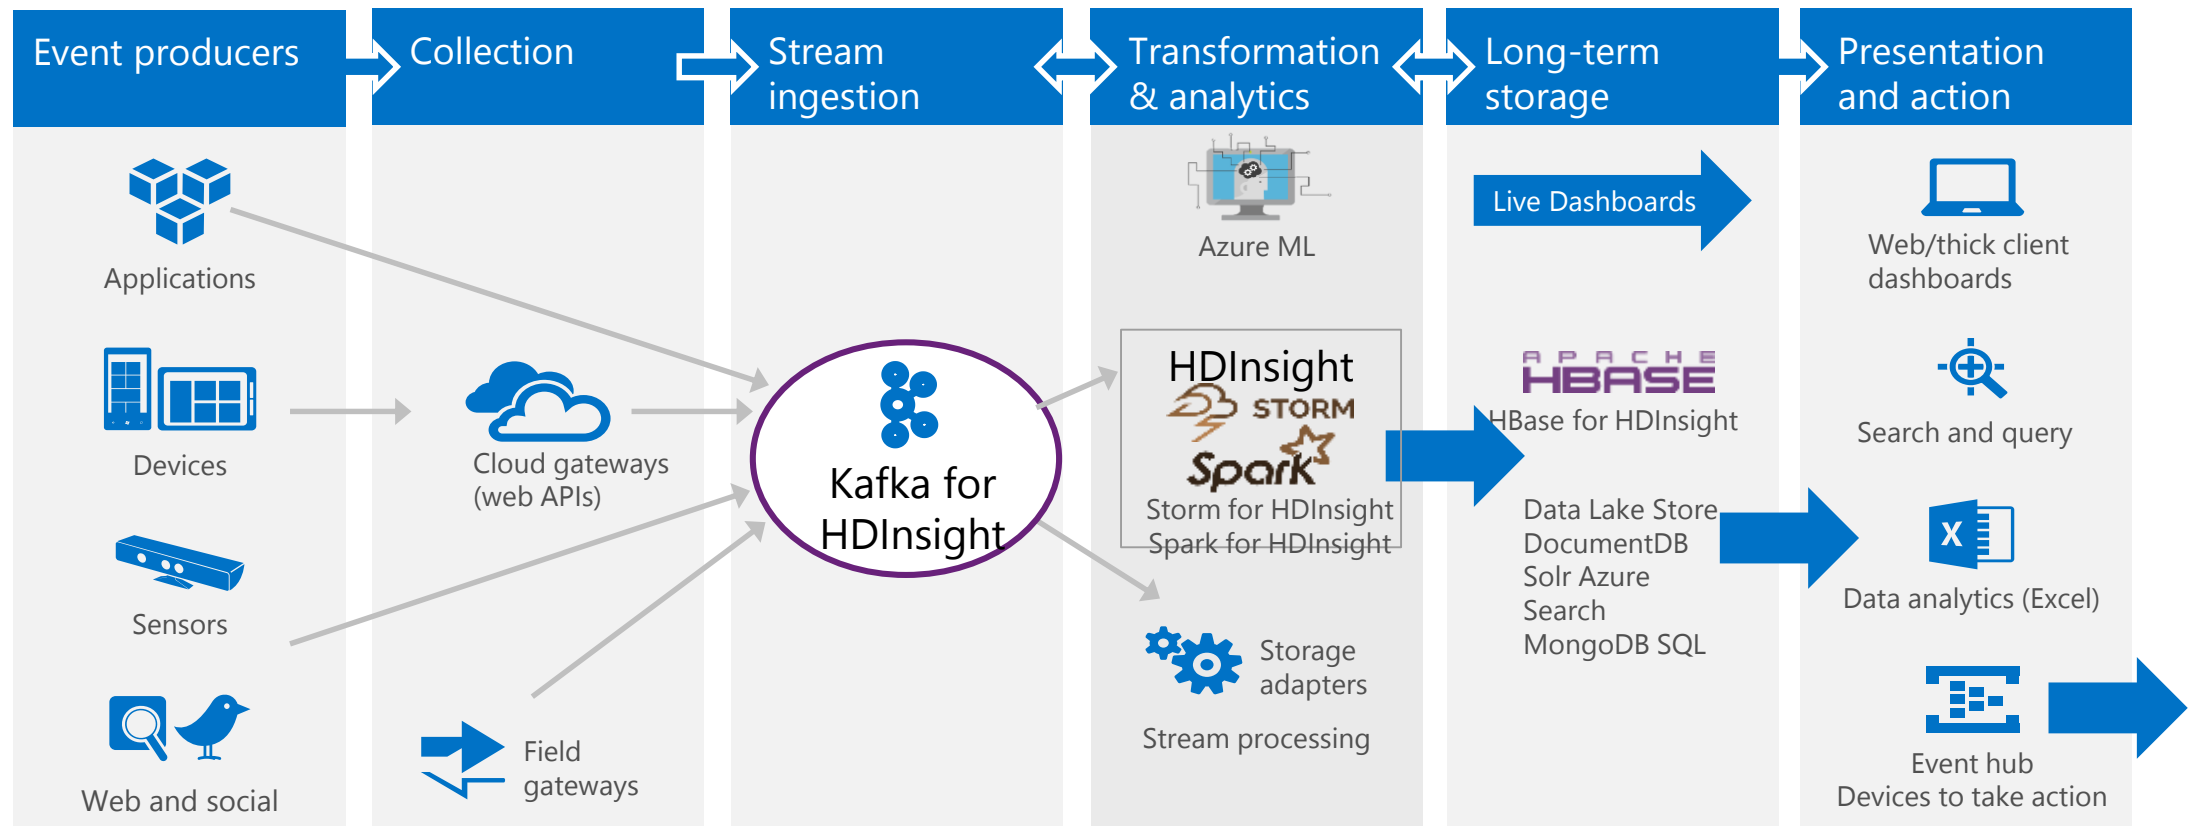 Event producers
Collection
Stream
ingestion
Transformation
& analytics
Long-term
storage
Presentation
and action
Applications
Devices
Sensors
Web and social
Cloud gateways
(web APIs)
Field
gateways
Kafka for
HDInsight
Azure ML
HDInsight
STORM
Spark
Storm for HDInsight
Spark for HDInsight
Storage
adapters
Stream processing
Live Dashboards
APACHE
HBASE
HBase for HDInsight
Data Lake Store
DocumentDB
Solr Azure
Search
MongoDB SQL
Web/thick client
dashboards
Search and query
X
Data analytics (Excel)
Event hub
Devices to take action